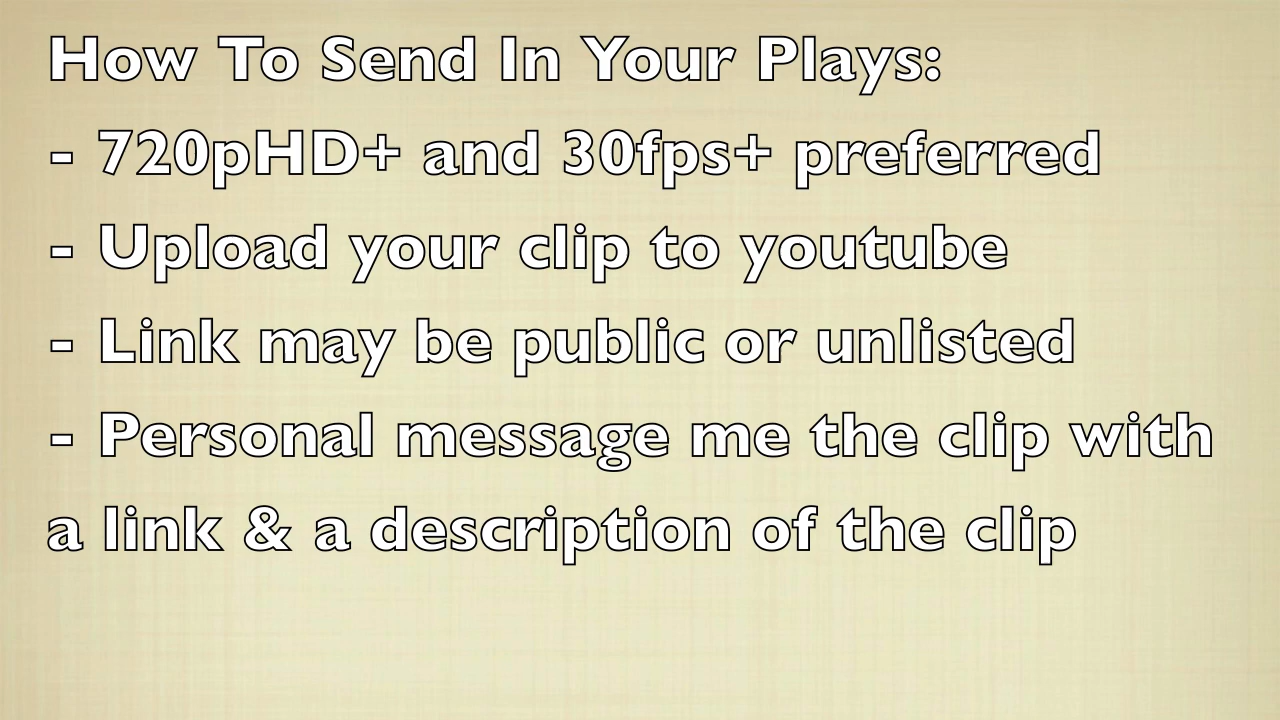 How To Send In Your Plays:
- 720pHD+ and 30fps+ preferred
- Upload your clip to youtube
- Link may be public or unlisted
- Personal message me the clip with
a link & a description of the clip